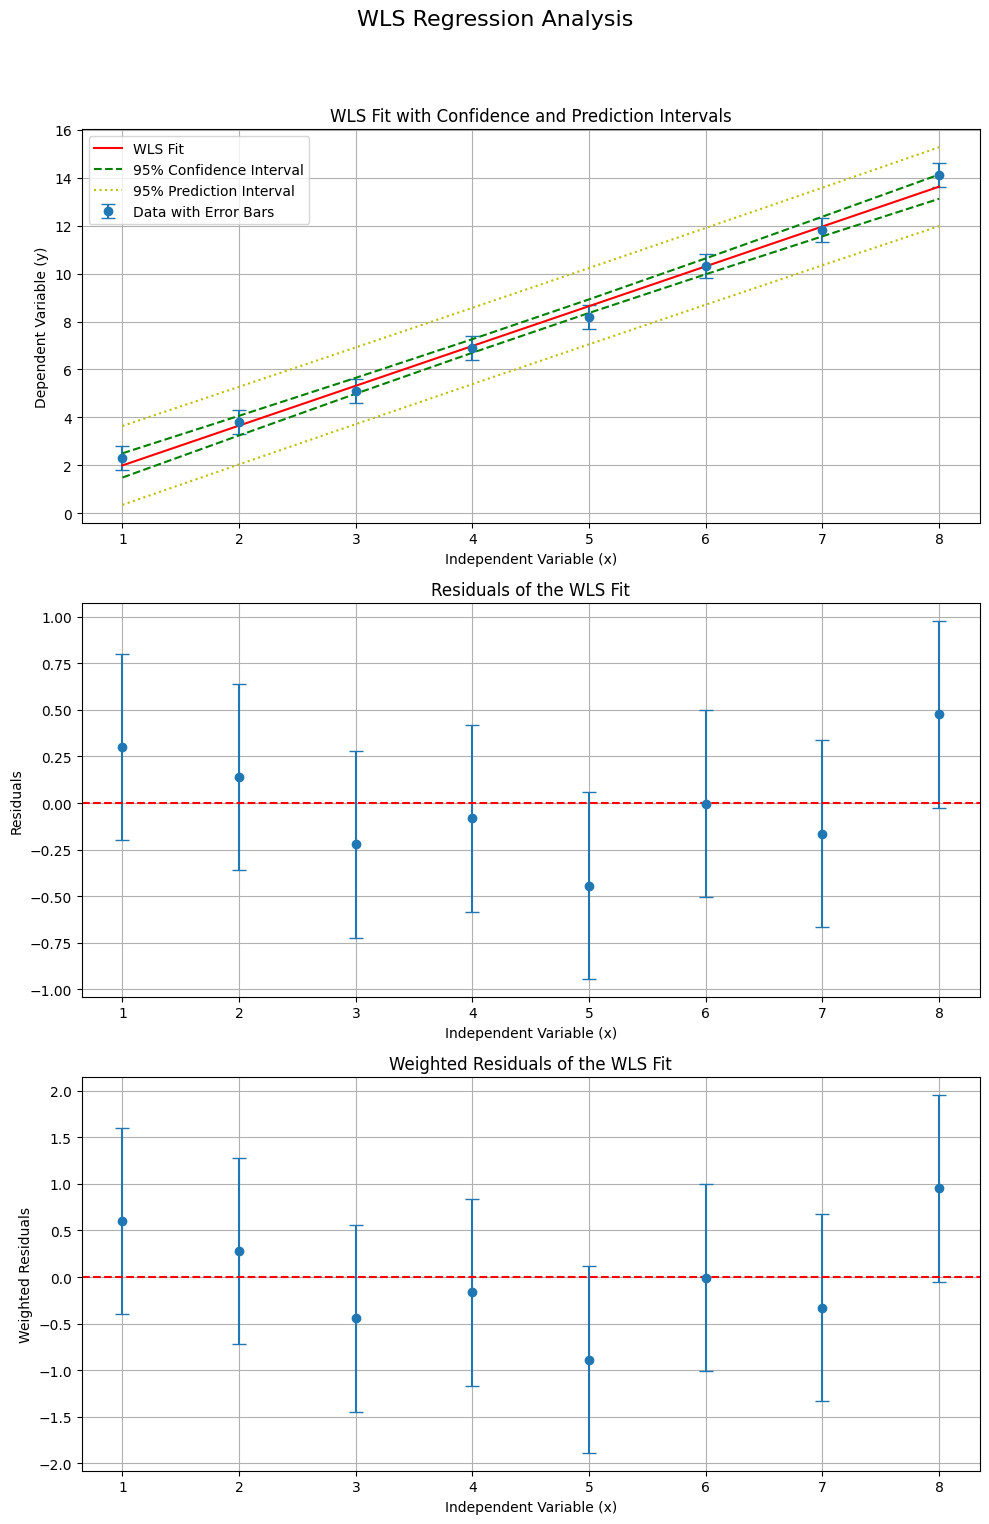 WLS Regression Analysis
WLS Fit with Confidence and Prediction Intervals
16
14
12
10
8
6
4
2
0
Dependent Variable (y)
WLS Fit
95% Confidence Interval
95% Prediction Interval
Data with Error Bars
1 2 3 4 5 6 7 8
Independent Variable (x)
Residuals of the WLS Fit
1.00
0.75
0.50
0.25
0.00
−0.25
−0.50
−0.75
−1.00
Residuals
1 2 3 4 5 6 7 8
Independent Variable (x)
Weighted Residuals of the WLS Fit
2.0
1.5
1.0
0.5
0.0
−0.5
−1.0
−1.5
−2.0
Weighted Residuals
1 2 3 4 5 6 7 8
Independent Variable (x)